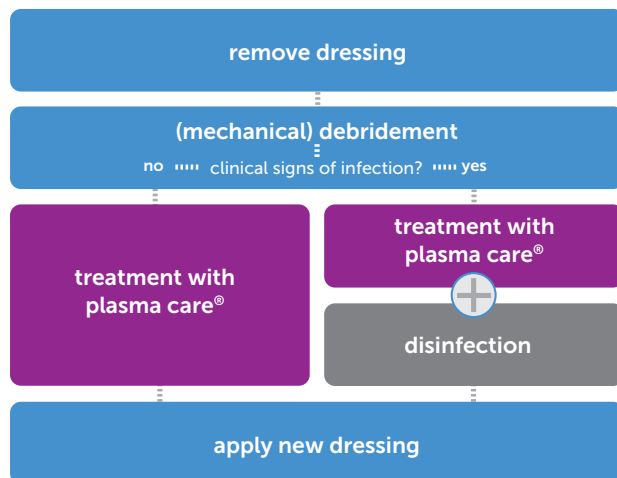 remove dressing
(mechanical) debridement
no clinical signs of infection? yes
treatment with
plasma care®
treatment with
plasma care®
disinfection
apply new dressing